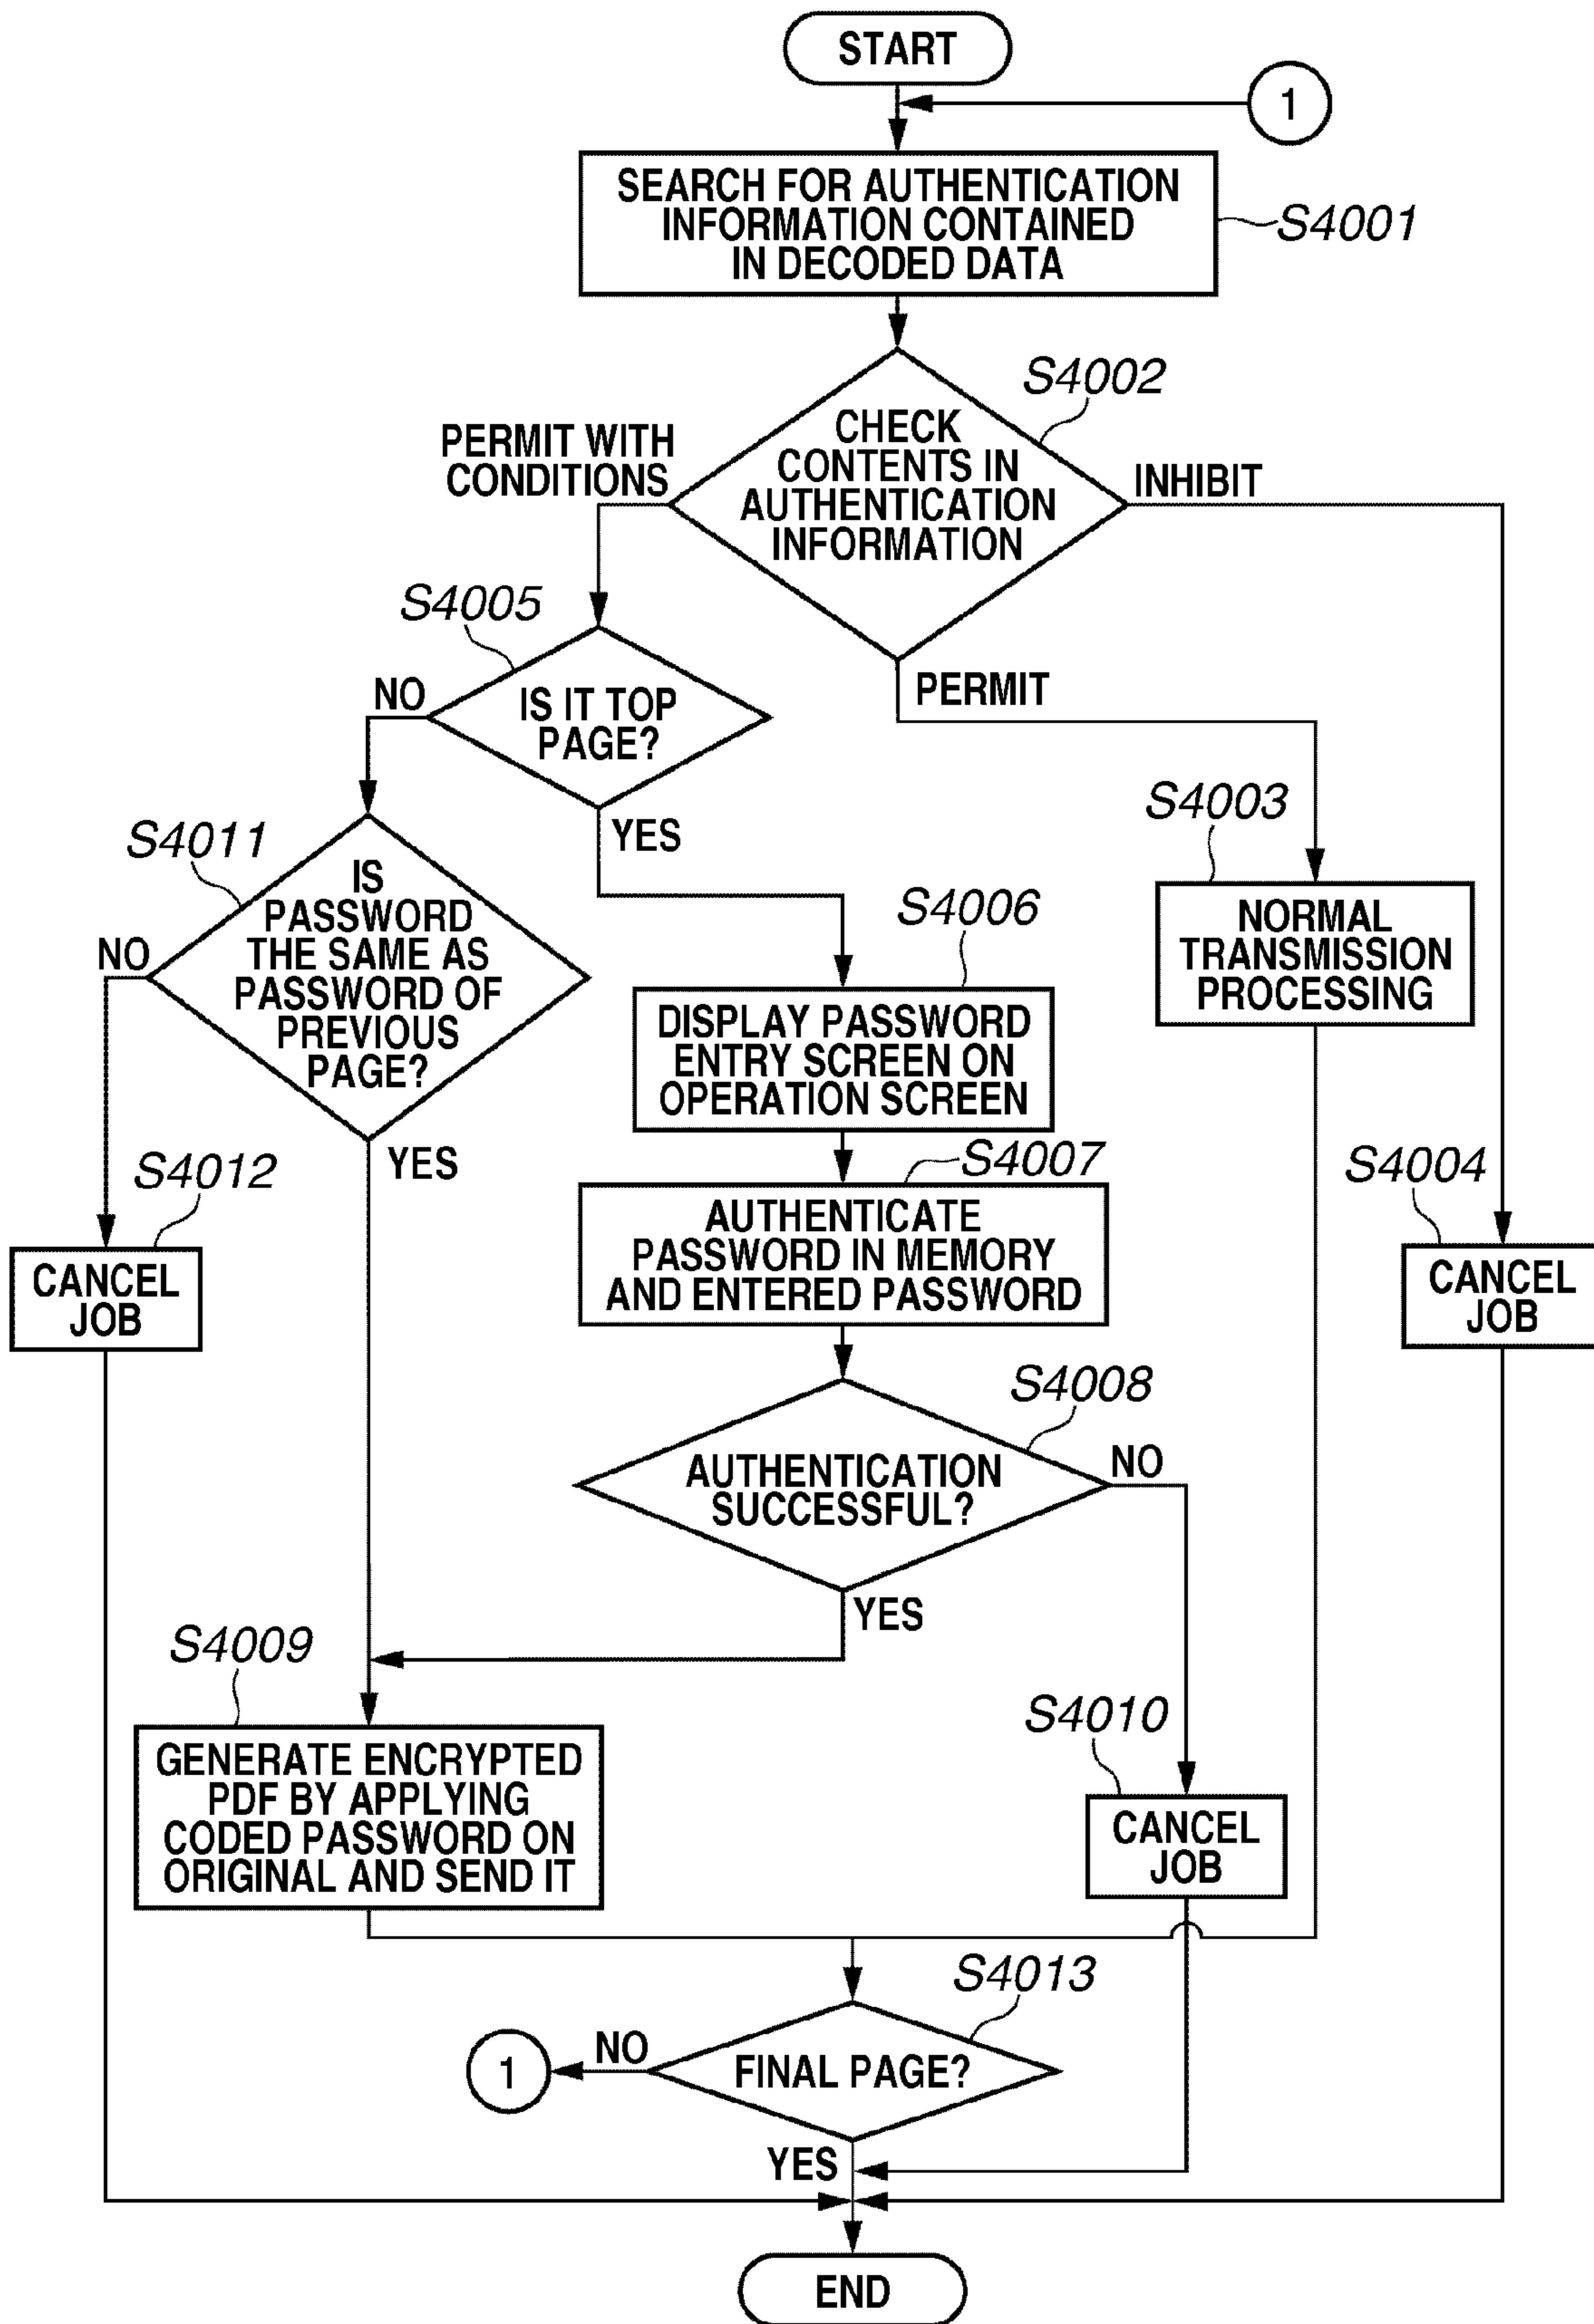 START
1
SEARCH FOR AUTHENTICATION
INFORMATION CONTAINED
IN DECODED DATA
S4001
S4002
CHECK
CONTENTS IN
AUTHENTICATION
INFORMATION
PERMIT WITH
CONDITIONS
INHIBIT
PERMIT
S4005
IS IT TOP
PAGE?
NO
YES
S4003
NORMAL
TRANSMISSION
PROCESSING
S4011
IS
PASSWORD
THE SAME AS
PASSWORD OF
PREVIOUS
PAGE?
NO
YES
S4006
DISPLAY PASSWORD
ENTRY SCREEN ON
OPERATION SCREEN
S4012
CANCEL
JOB
S4007
AUTHENTICATE
PASSWORD IN MEMORY
AND ENTERED PASSWORD
S4004
CANCEL
JOB
S4008
AUTHENTICATION
SUCCESSFUL?
NO
YES
S4009
GENERATE ENCRYPTED
PDF BY APPLYING
CODED PASSWORD ON
ORIGINAL AND SEND IT
S4010
CANCEL
JOB
S4013
FINAL PAGE?
NO
1
YES
END